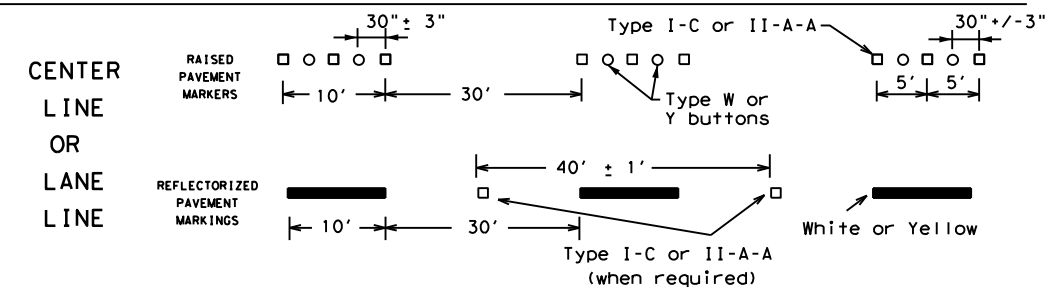 30"± 3"
Type I-C or II-A-A
30"+/-3"
CENTER
LINE
OR
LANE
LINE
RAISED
PAVEMENT
MARKERS
10'
30'
5'
5'
Type W or
Y buttons
40' ± 1'
REFLECTORIZED
PAVEMENT
MARKINGS
10'
30'
Type I-C or II-A-A
(when required)
White or Yellow